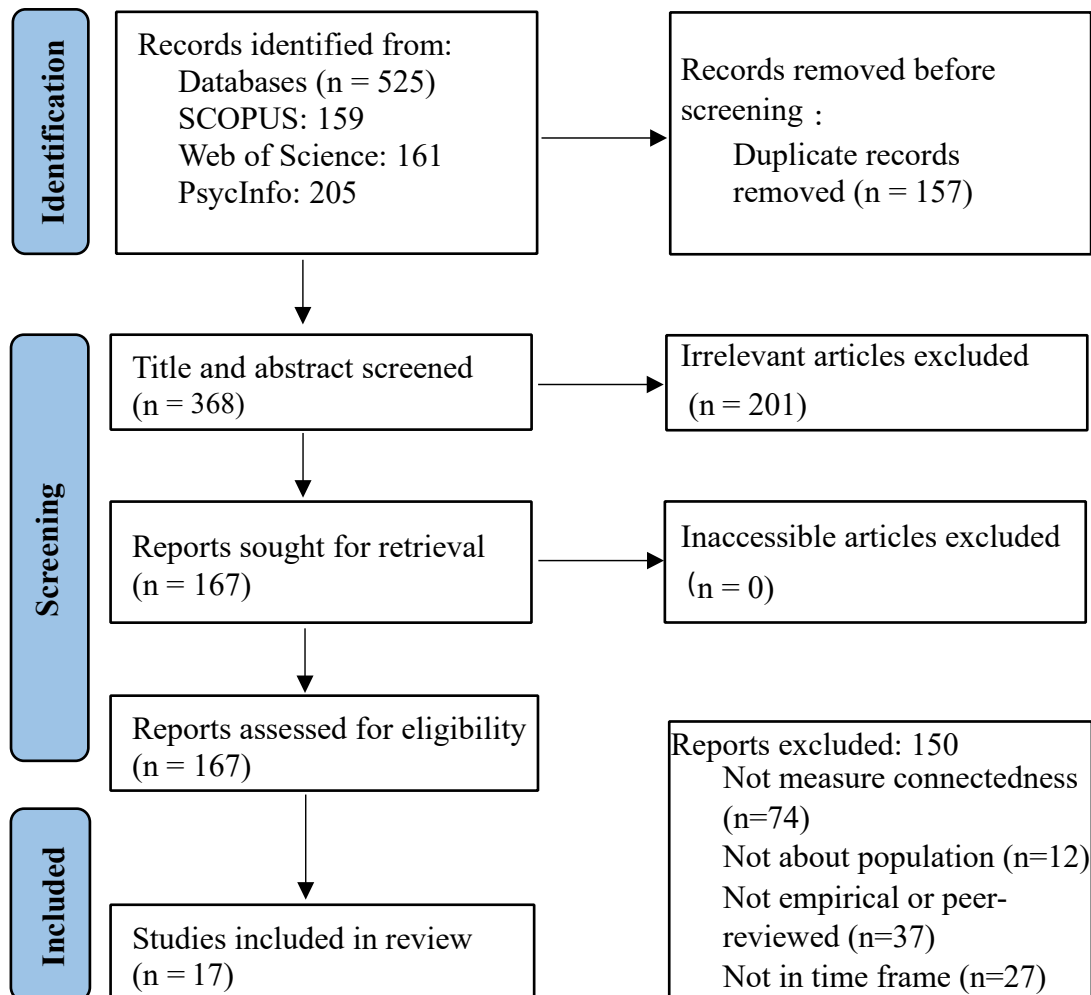 Identification
Records identified from:
Databases (n = 525)
SCOPUS: 159
Web of Science: 161
PsycInfo: 205
Records removed before
screening :
Duplicate records
removed (n = 157)
Screening
Title and abstract screened
(n = 368)
Irrelevant articles excluded
(n = 201)
Reports sought for retrieval
(n = 167)
Inaccessible articles excluded
(n = 0)
Reports assessed for eligibility
(n = 167)
Reports excluded: 150
Not measure connectedness
(n=74)
Not about population (n=12)
Not empirical or peer-
reviewed (n=37)
Not in time frame (n=27)
Included
Studies included in review
(n = 17)